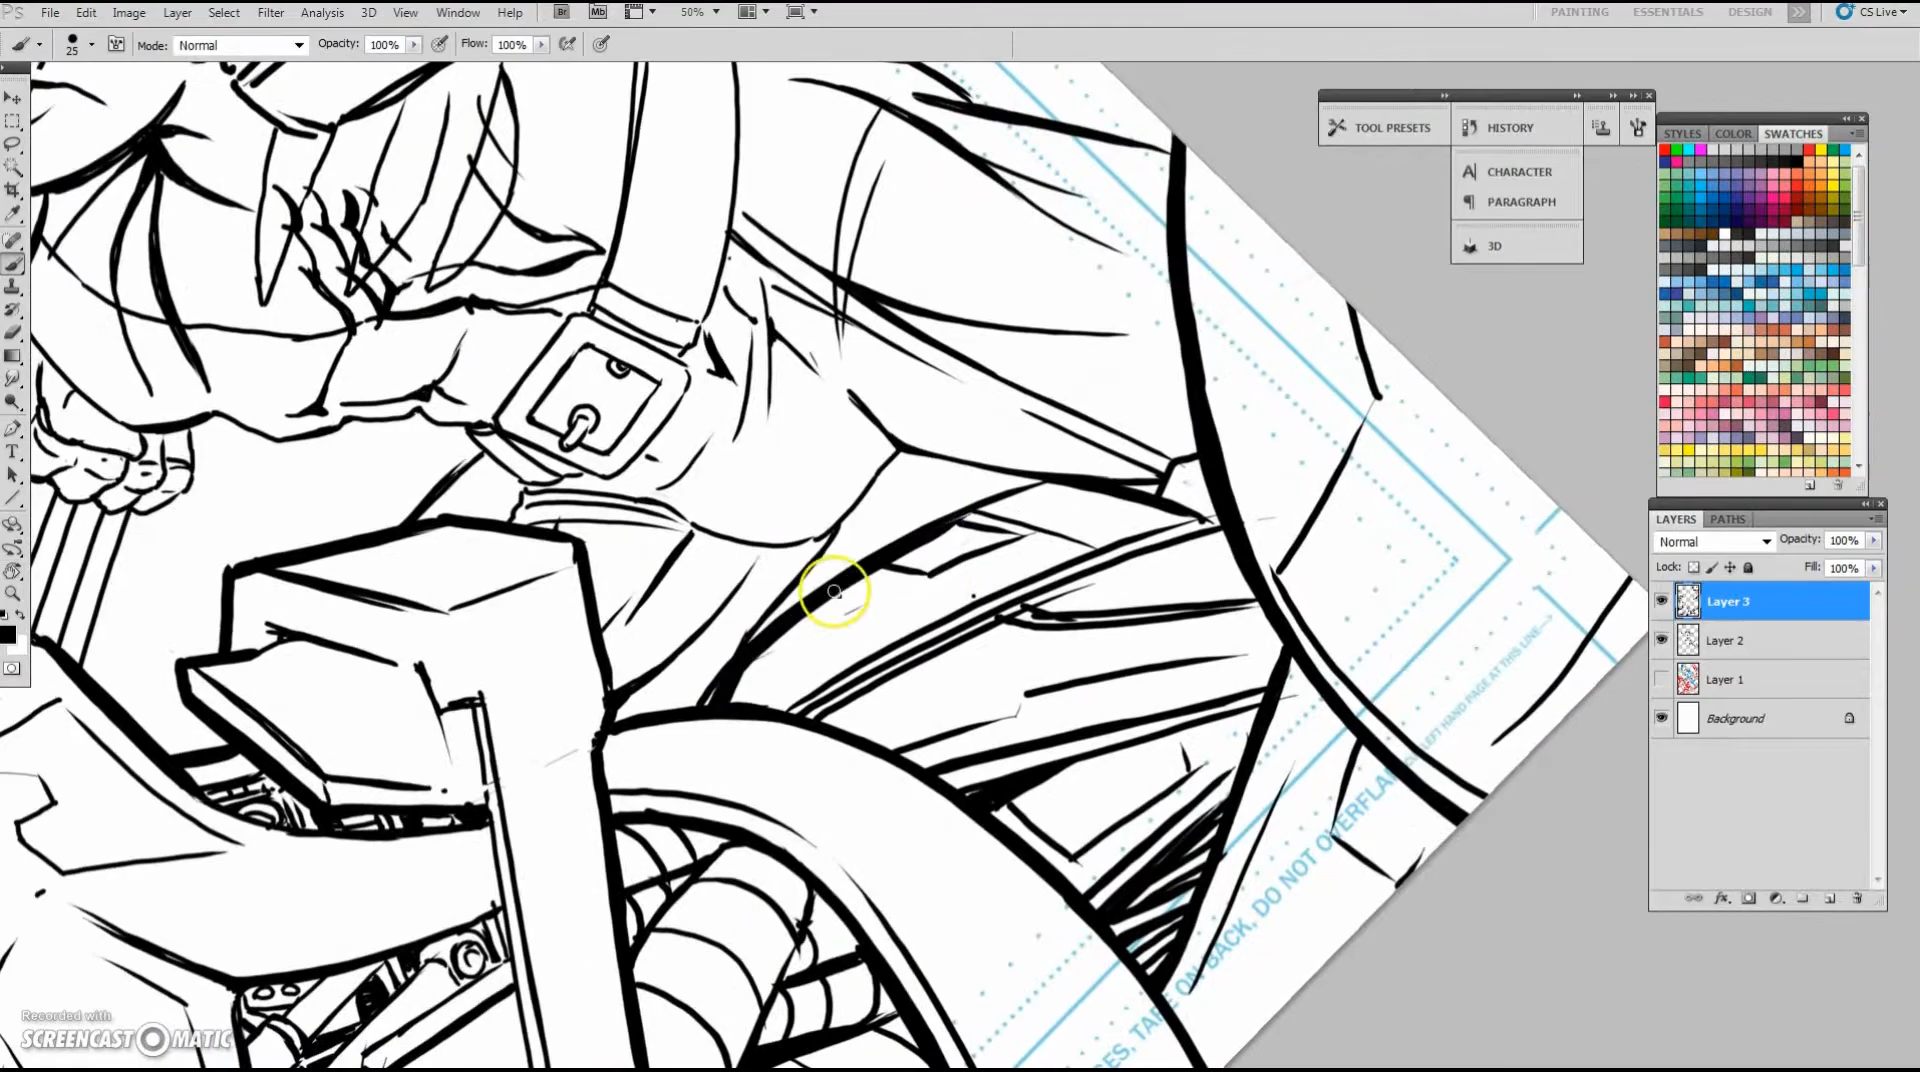 PS File Edit Image Layer Select Filter Analysis 3D View Window Help Br Mb 50% PAINTING ESSENTIALS DESIGN CS Live
25 Mode: Normal Opacity: 100% Flow: 100%
TOOL PRESETS HISTORY
CHARACTER
PARAGRAPH
3D
STYLES COLOR SWATCHES
LAYERS PATHS
Normal Opacity: 100%
Lock: Fill: 100%
Layer 3
Layer 2
Layer 1
Background
LEFT HAND PAGE AT THIS LINE
TAPE ON BACK, DO NOT OVERFLA
Recorded with
SCREENCAST MATIC